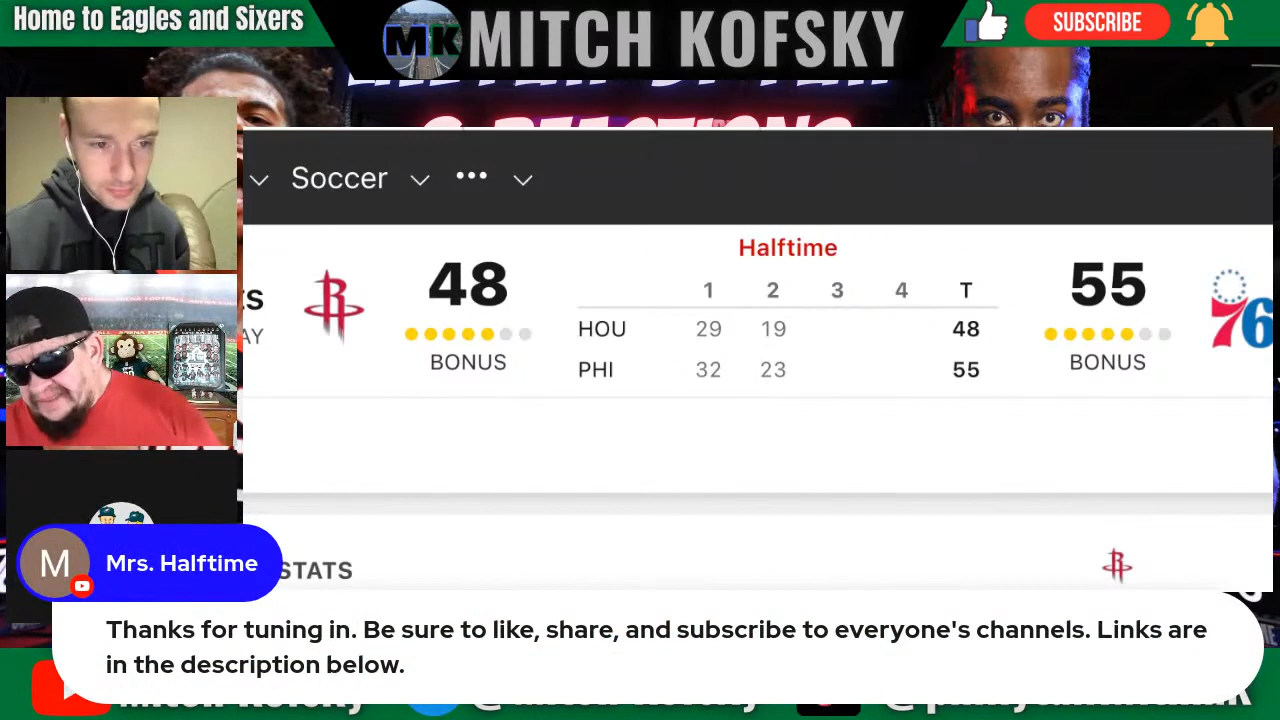 Home to Eagles and Sixers
MK MITCH KOFSKY
SUBSCRIBE
Soccer
Halftime
48
55
1 2 3 4 T
HOU 29 19 48
PHI 32 23 55
BONUS
BONUS
R
76
M Mrs. Halftime
STATS
R
Thanks for tuning in. Be sure to like, share, and subscribe to everyone's channels. Links are
in the description below.